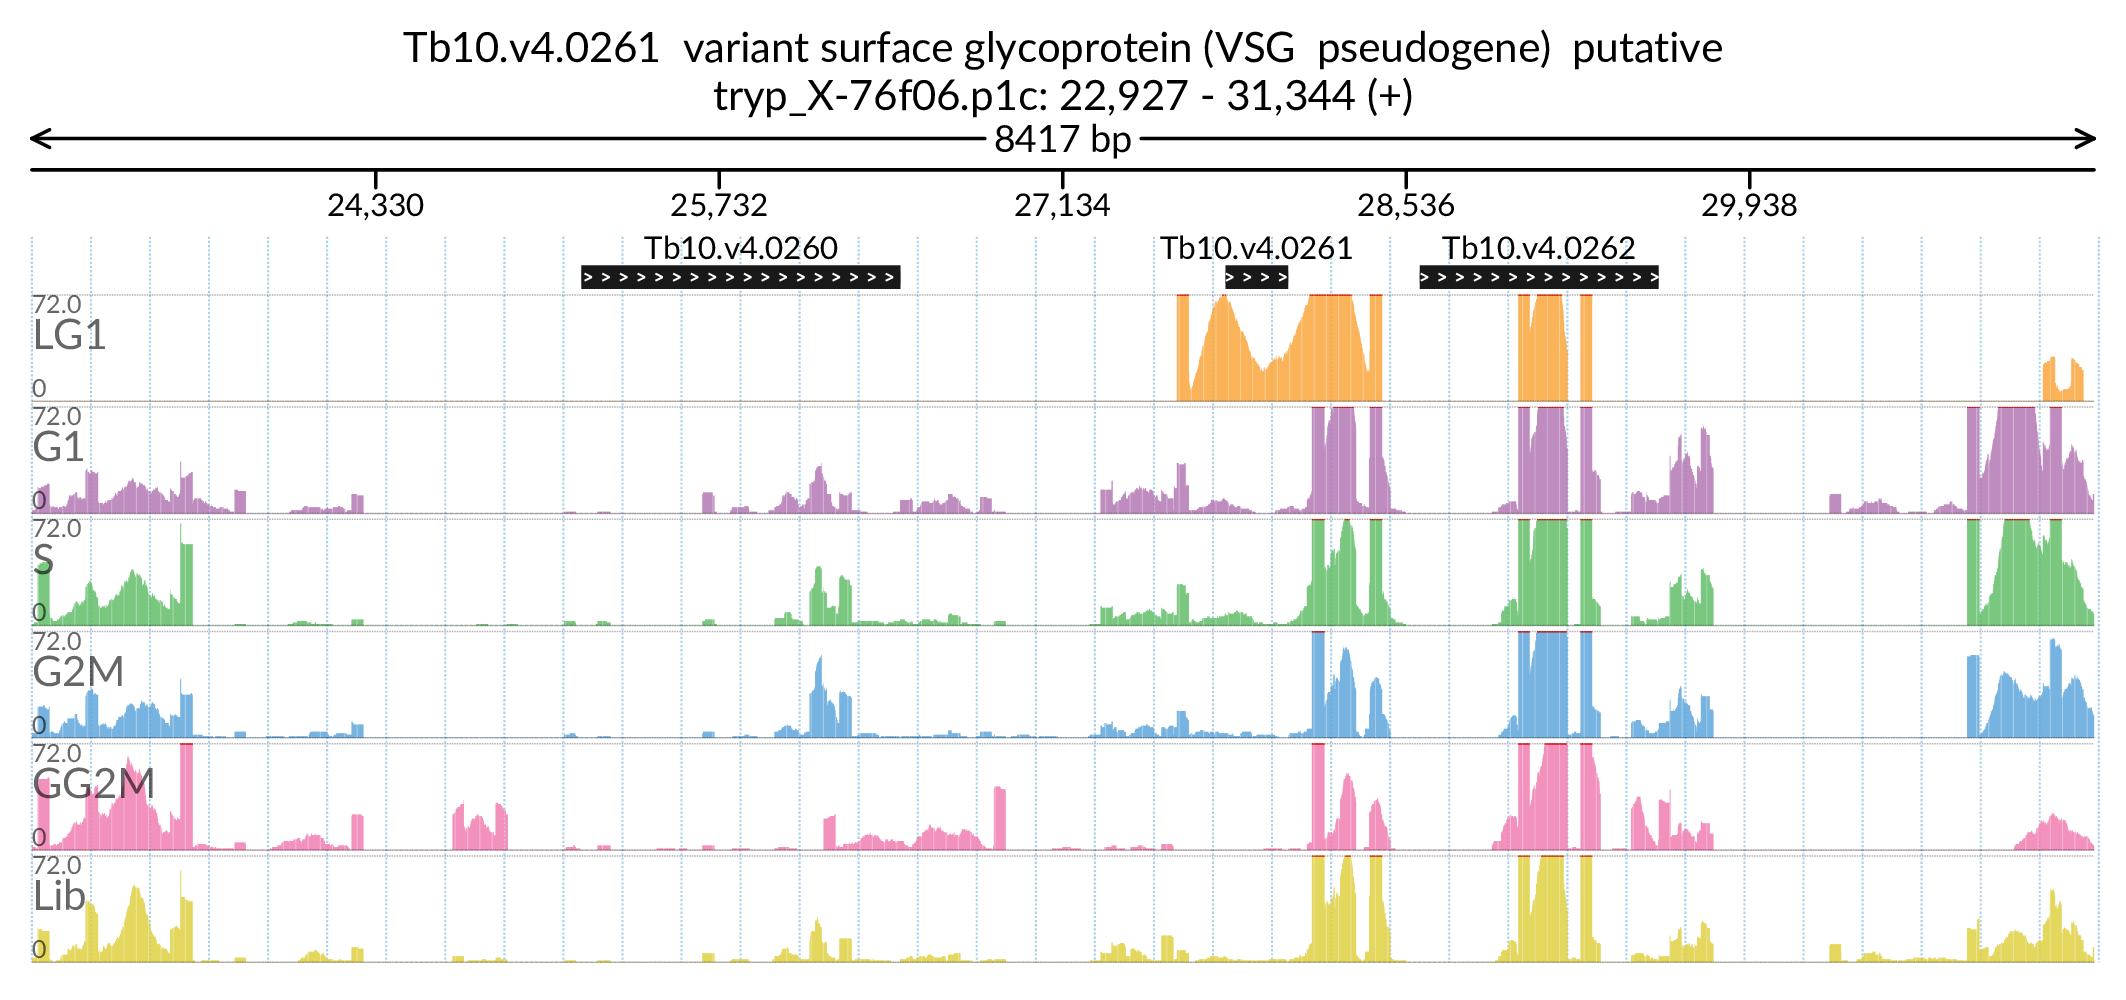 Tb10.v4.0261  variant surface glycoprotein (VSG  pseudogene)  putative
tryp_X-76f06.p1c: 22,927 - 31,344 (+)
8417 bp
24,330 25,732 27,134 28,536 29,938
Tb10.v4.0260 Tb10.v4.0261 Tb10.v4.0262
72.0
LG1
0
72.0
G1
0
72.0
S
0
72.0
G2M
0
72.0
GG2M
0
72.0
Lib
0